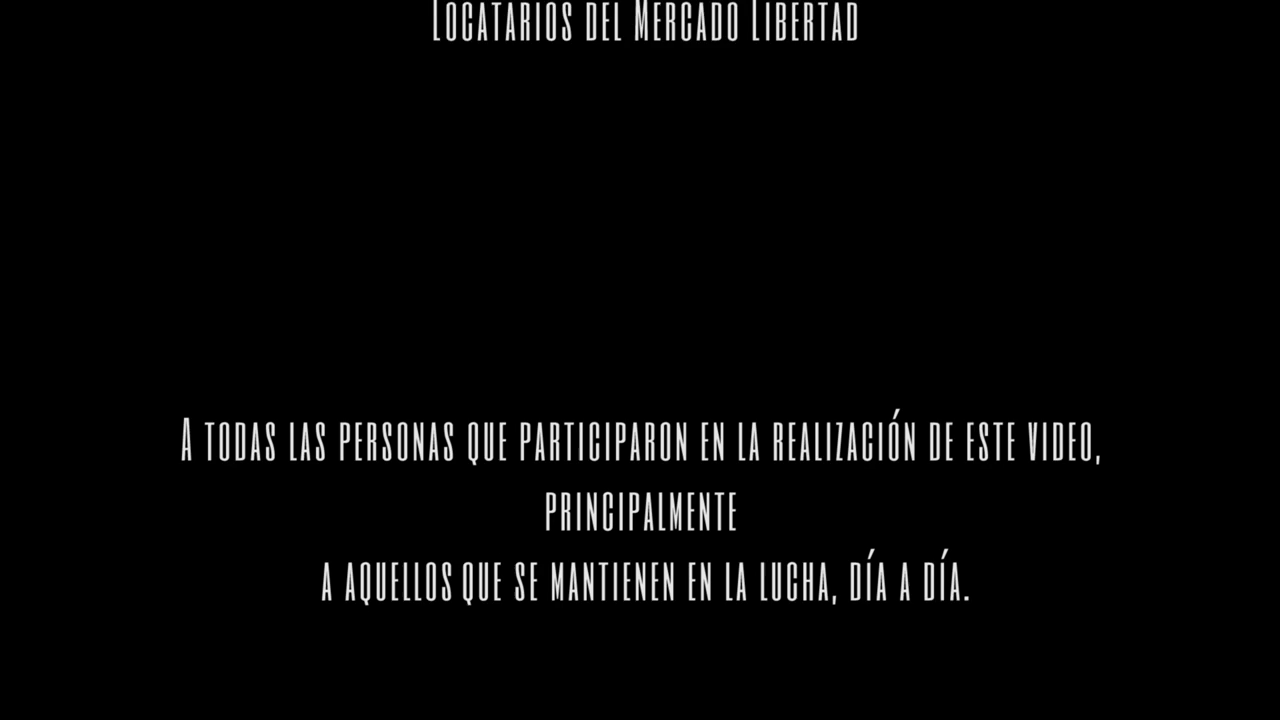 Locatarios del Mercado Libertad
A todas las personas que participaron en la realización de este video,
principalmente
a aquellos que se mantienen en la lucha, día a día.